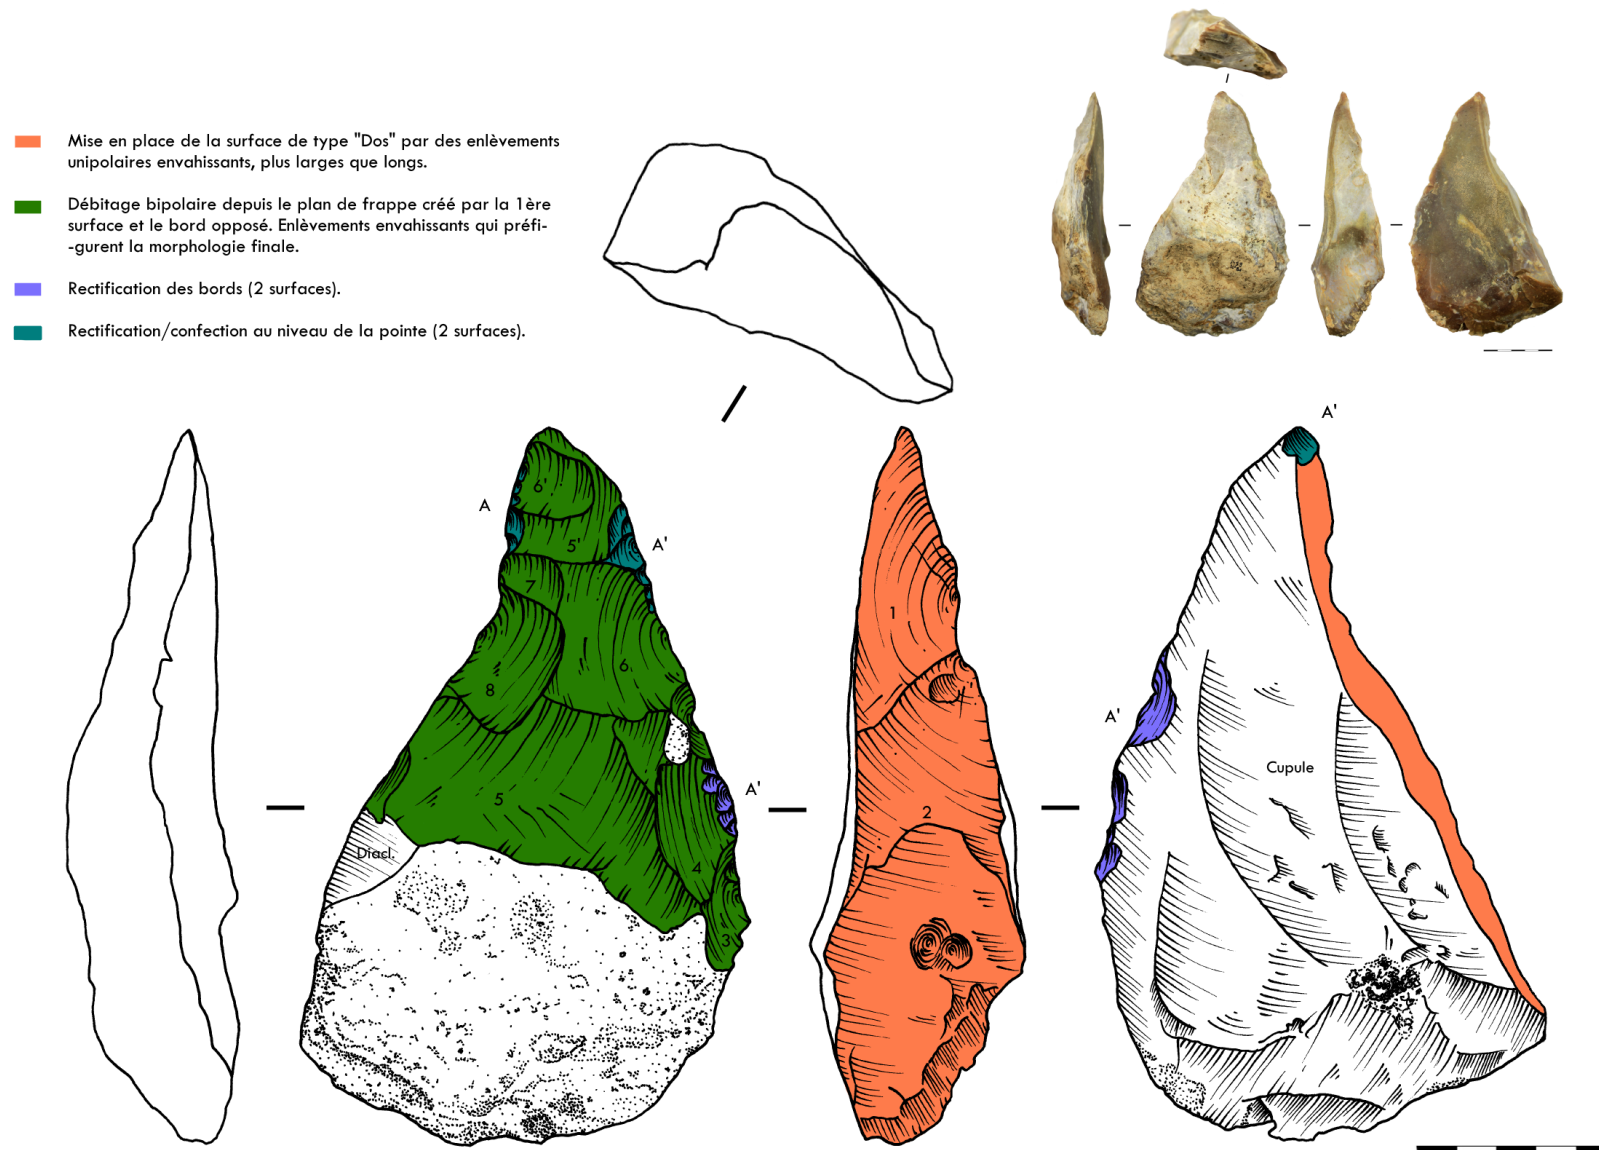 Mise en place de la surface de type "Dos" par des enlèvements
unipolaires envahissants, plus larges que longs.
Débitage bipolaire depuis le plan de frappe créé par la 1ère
surface et le bord opposé. Enlèvements envahissants qui préfi-
-gurent la morphologie finale.
Rectification des bords (2 surfaces).
Rectification/confection au niveau de la pointe (2 surfaces).
A'
6'
A
5'
A'
7
1
6
8
A'
Cupule
A'
5
2
Diacl.
4
3